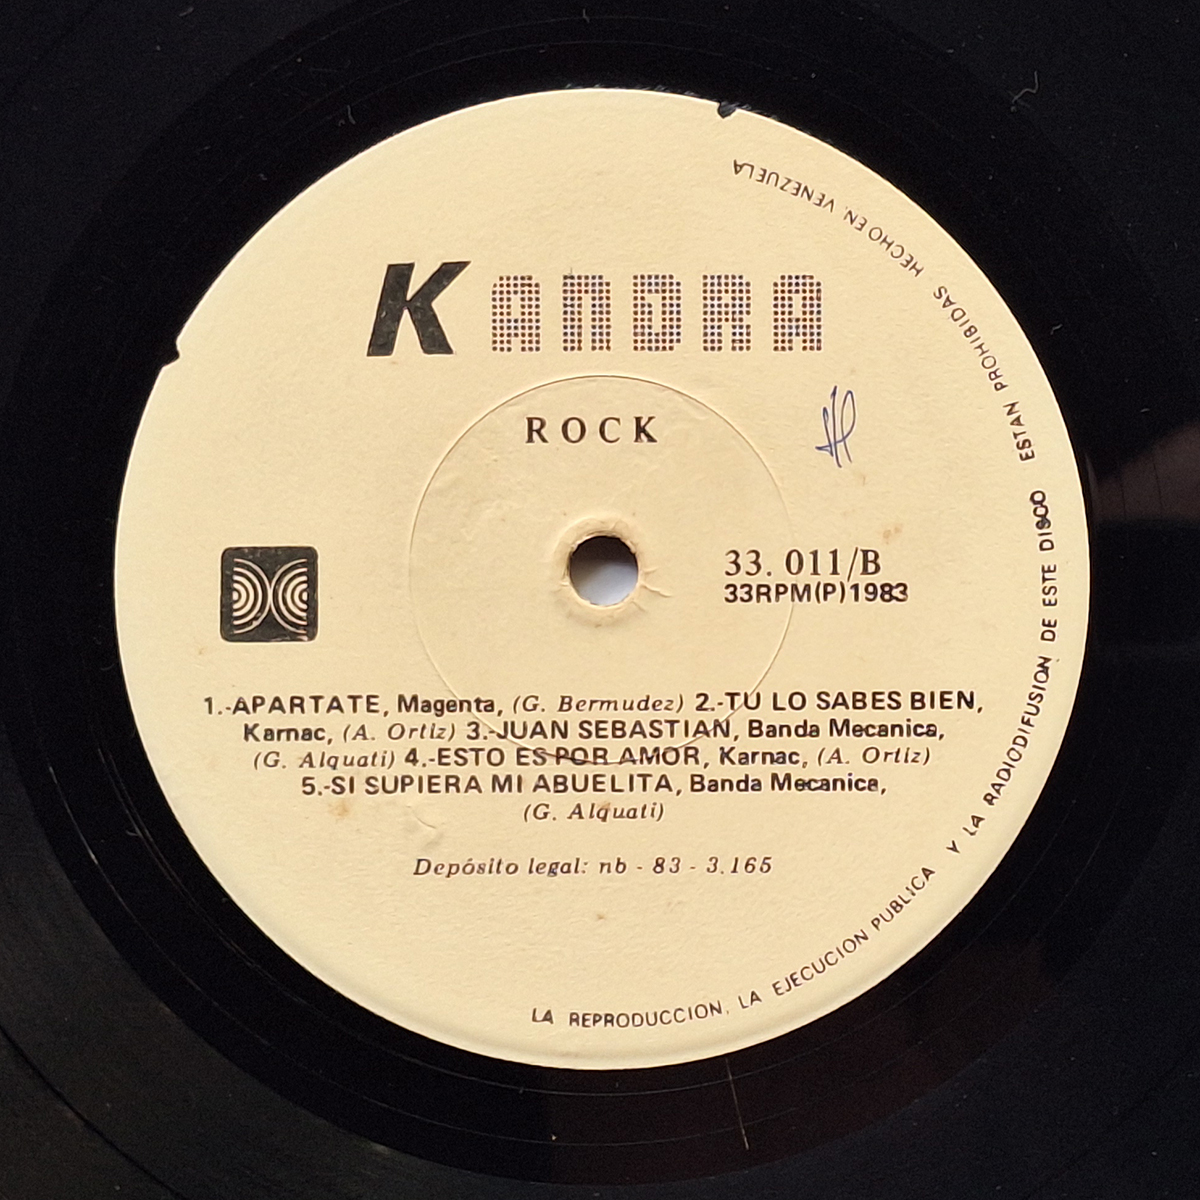 KANDRA
ROCK
33. 011/B
33RPM(P)1983
1.-APARTATE, Magenta, (G. Bermudez) 2.-TU LO SABES BIEN,
Karnac, (A. Ortiz) 3.-JUAN SEBASTIAN, Banda Mecanica,
(G. Alquati) 4.-ESTO ES POR AMOR, Karnac, (A. Ortiz)
5.-SI SUPIERA MI ABUELITA, Banda Mecanica,
(G. Alquati)
Depósito legal: nb - 83 - 3.165
LA REPRODUCCION, LA EJECUCION PUBLICA Y LA RADIODIFUSION DE ESTE DISCO ESTAN PROHIBIDAS HECHO EN. VENEZUELA